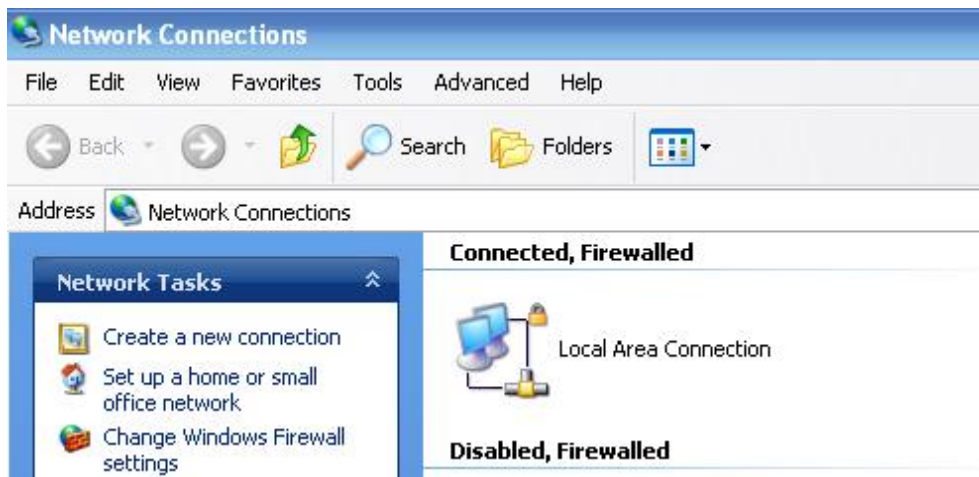 Network Connections
File Edit View Favorites Tools Advanced Help
Back Search Folders
Address Network Connections
Network Tasks
Create a new connection
Set up a home or small
office network
Change Windows Firewall
settings
Connected, Firewalled
Local Area Connection
Disabled, Firewalled